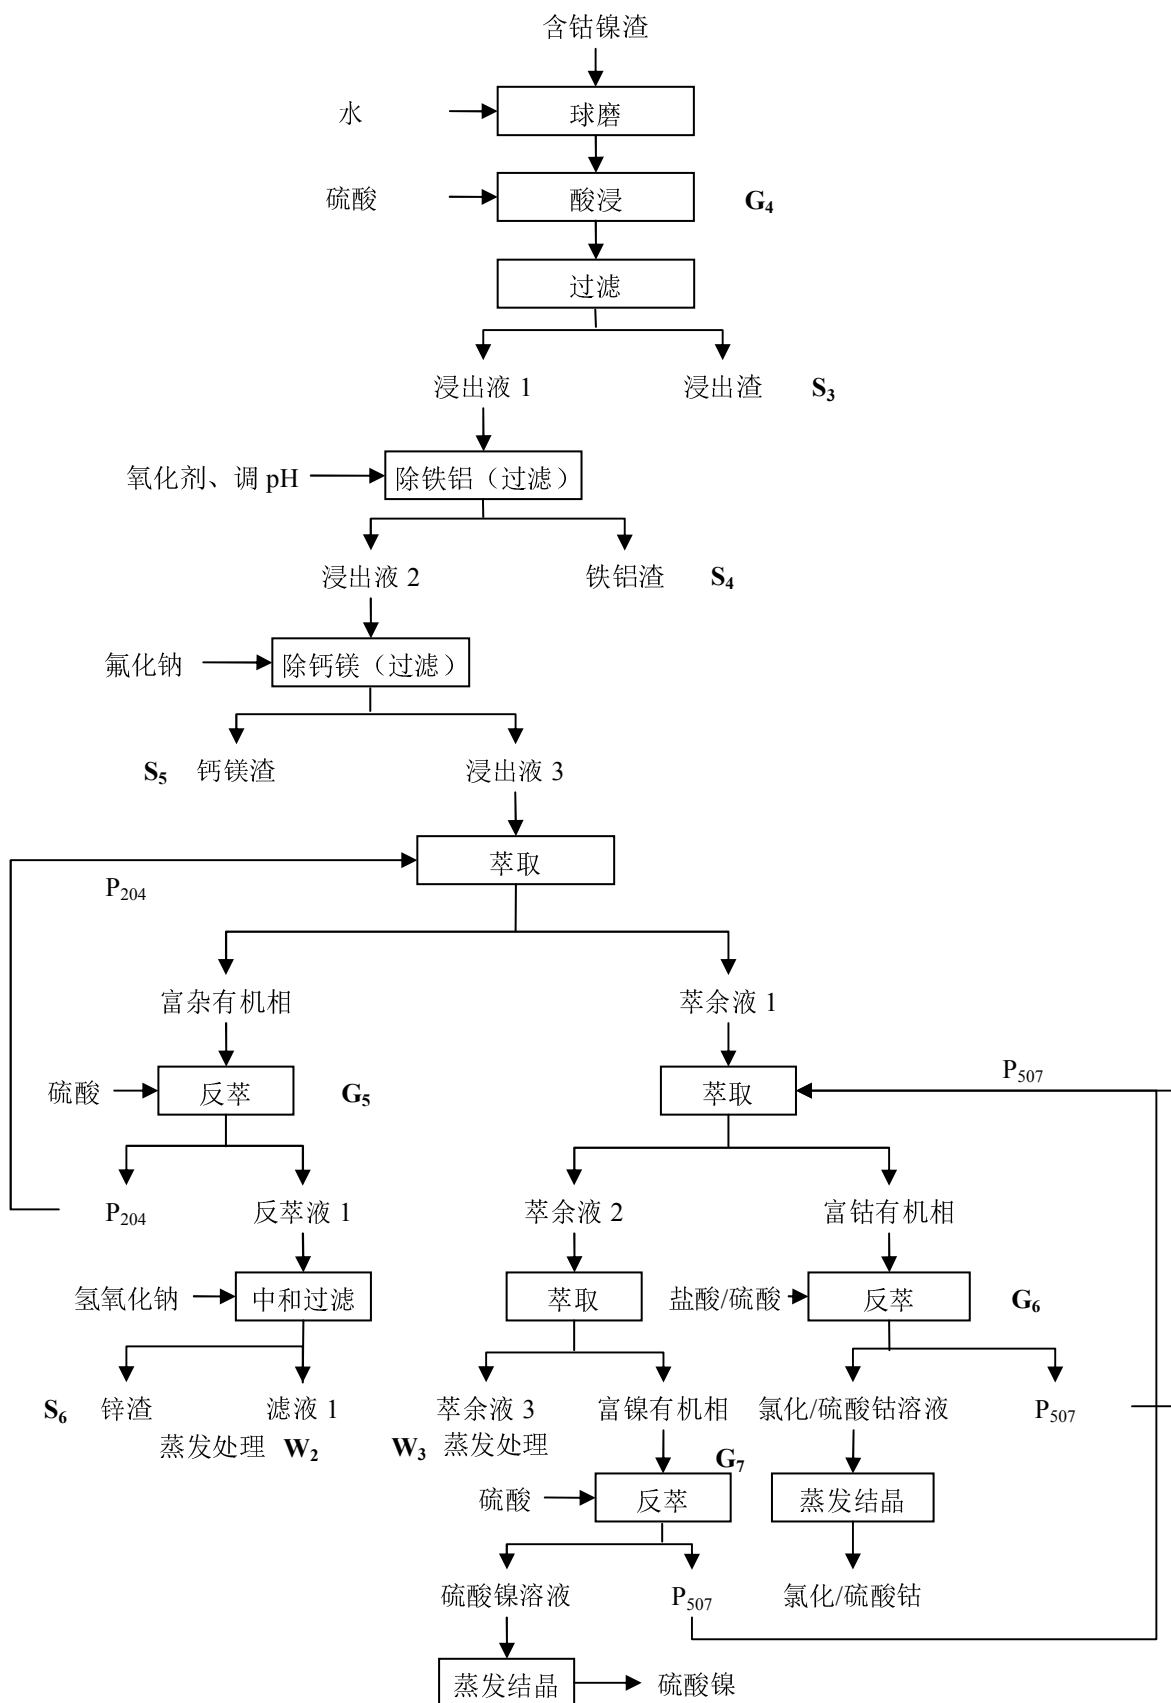 含钴镍渣
水
球磨
硫酸
酸浸
G₄
过滤
浸出液 1
浸出渣
S₃
氧化剂、调 pH
除铁铝（过滤）
浸出液 2
铁铝渣
S₄
氟化钠
除钙镁（过滤）
S₅
钙镁渣
浸出液 3
萃取
P₂₀₄
富杂有机相
萃余液 1
硫酸
反萃
G₅
萃取
P₅₀₇
P₂₀₄
反萃液 1
萃余液 2
富钴有机相
氢氧化钠
中和过滤
萃取
盐酸/硫酸
反萃
G₆
S₆
锌渣
滤液 1
萃余液 3
富镍有机相
氯化/硫酸钴溶液
P₅₀₇
蒸发处理
W₂
W₃
蒸发处理
G₇
硫酸
反萃
蒸发结晶
硫酸镍溶液
P₅₀₇
氯化/硫酸钴
蒸发结晶
硫酸镍